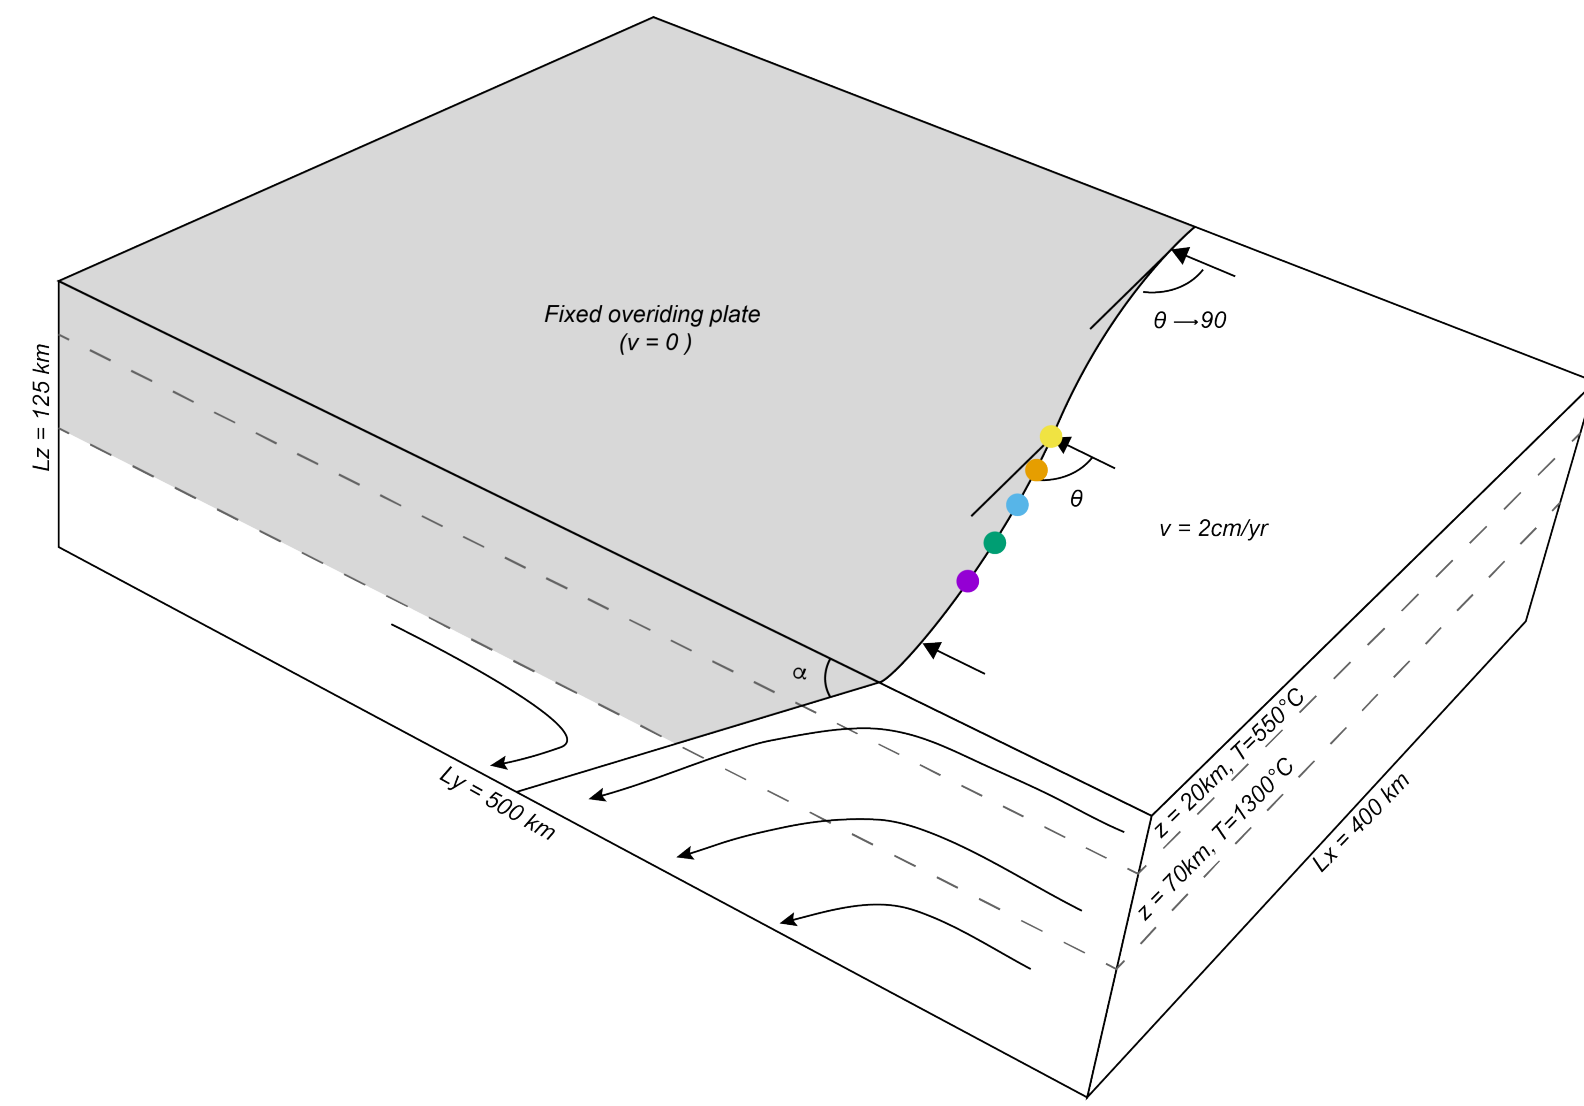 Fixed overiding plate
(v = 0 )
θ → 90
θ
v = 2cm/yr
α
Lz = 125 km
Ly = 500 km
Lx = 400 km
z = 20km, T=550°C
z = 70km, T=1300°C